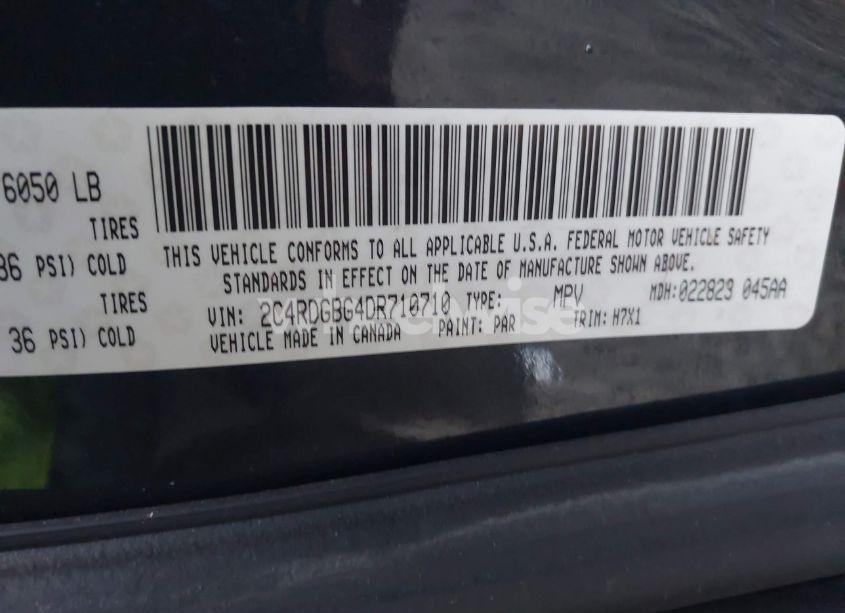 6050 LB
TIRES
36 PSI) COLD
TIRES
36 PSI) COLD
THIS VEHICLE CONFORMS TO ALL APPLICABLE U.S.A. FEDERAL MOTOR VEHICLE SAFETY
STANDARDS IN EFFECT ON THE DATE OF MANUFACTURE SHOWN ABOVE.
VIN: 2C4RDGBG4DR710710 TYPE: MPV MDH:022823 045AA
VEHICLE MADE IN CANADA PAINT: PAR TRIM: H7X1